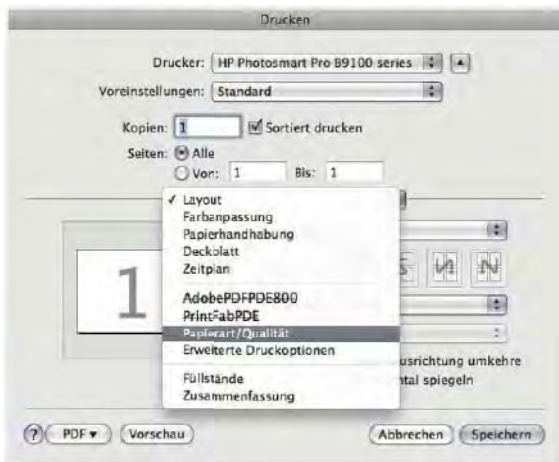 Drucken
Drucker: HP Photosmart Pro B9100 series
Voreinstellungen: Standard
Kopien: 1 Sortiert drucken
Seiten: Alle
Von: 1 Bis: 1
✓ Layout
Farbanpassung
Papierhandhabung
Deckblatt
Zeitplan
AdobePDFPDE800
PrintFabPDE
Papierart/Qualität
Erweiterte Druckoptionen
Füllstände
Zusammenfassung
1
usrichtung umkehre
tal spiegeln
? PDF ▾ Vorschau Abbrechen Speichern